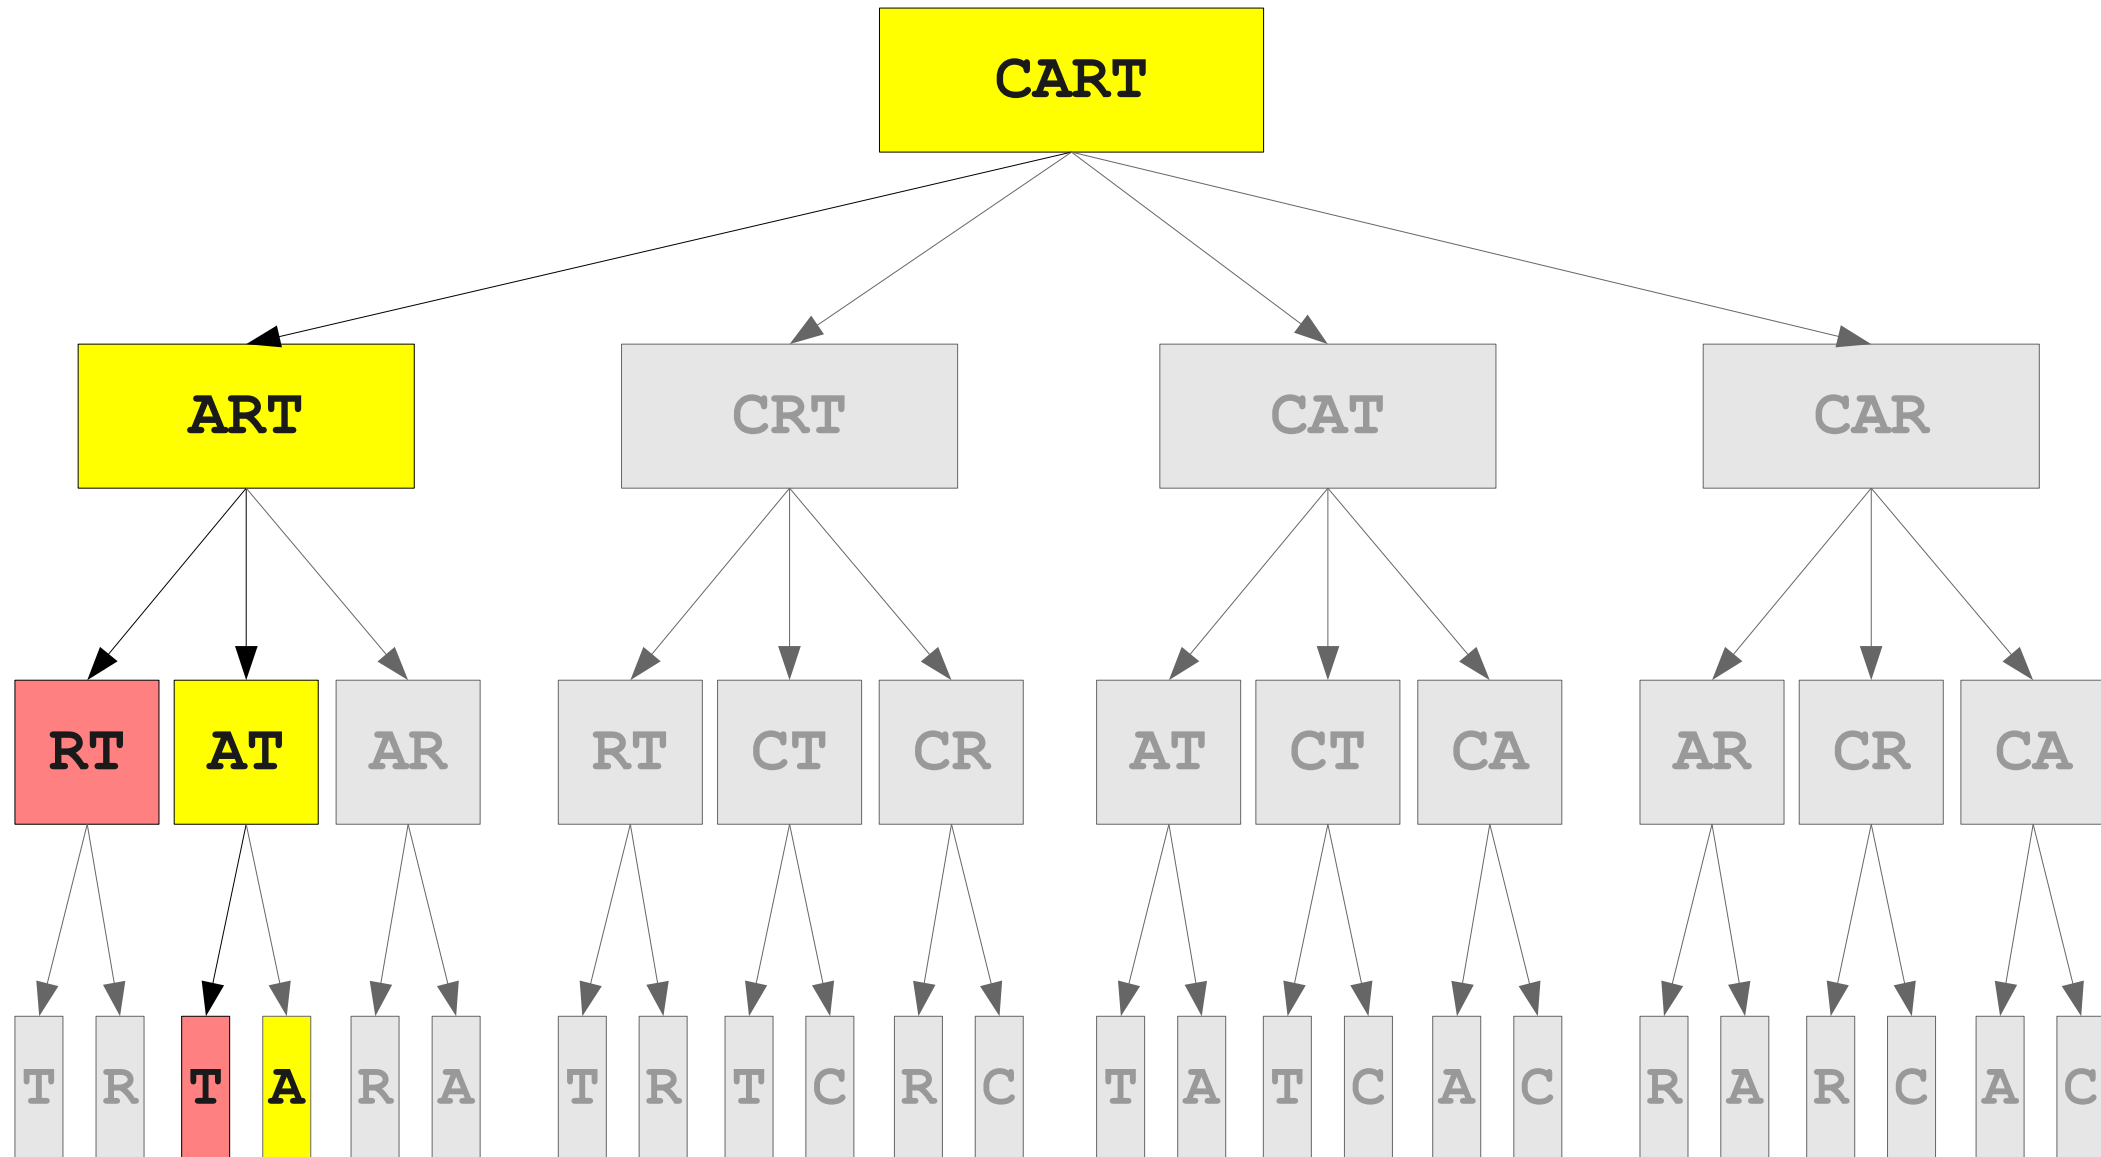 CART
ART CRT CAT CAR
RT AT AR RT CT CR AT CT CA AR CR CA
T R T A R A T R T C R C T A T C A C R A R C A C